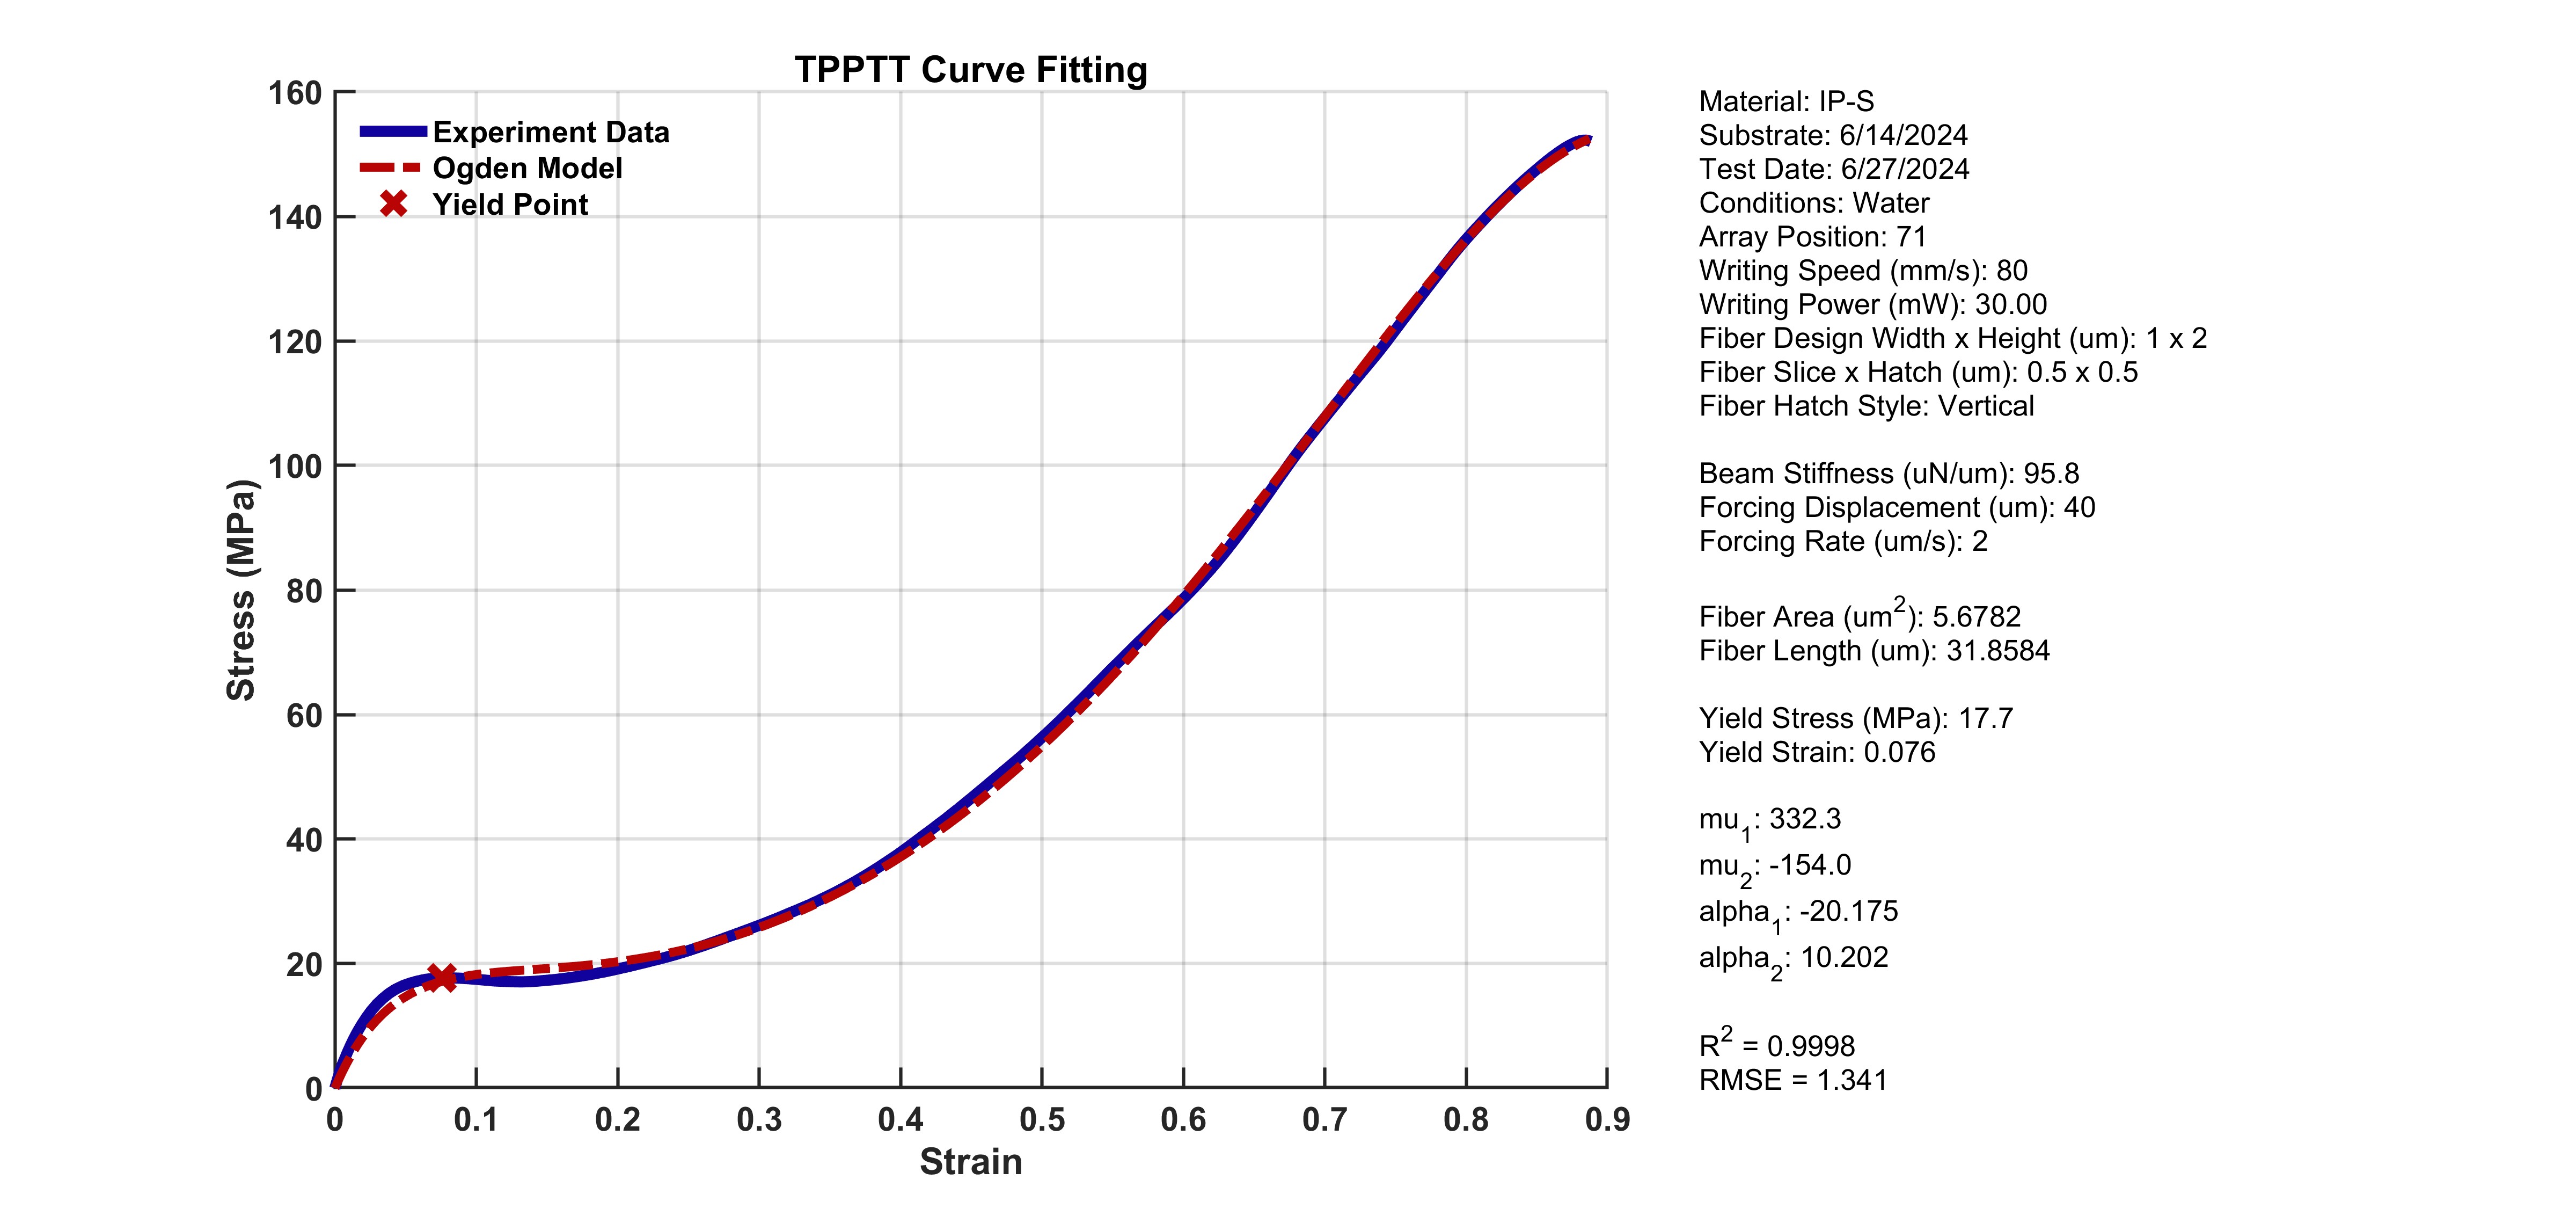 TPPTT Curve Fitting
160
140
120
100
80
60
40
20
0
Stress (MPa)
Experiment Data
Ogden Model
Yield Point
0 0.1 0.2 0.3 0.4 0.5 0.6 0.7 0.8 0.9
Strain
Material: IP-S
Substrate: 6/14/2024
Test Date: 6/27/2024
Conditions: Water
Array Position: 71
Writing Speed (mm/s): 80
Writing Power (mW): 30.00
Fiber Design Width x Height (um): 1 x 2
Fiber Slice x Hatch (um): 0.5 x 0.5
Fiber Hatch Style: Vertical
Beam Stiffness (uN/um): 95.8
Forcing Displacement (um): 40
Forcing Rate (um/s): 2
Fiber Area (um²): 5.6782
Fiber Length (um): 31.8584
Yield Stress (MPa): 17.7
Yield Strain: 0.076
mu₁: 332.3
mu₂: -154.0
alpha₁: -20.175
alpha₂: 10.202
R² = 0.9998
RMSE = 1.341